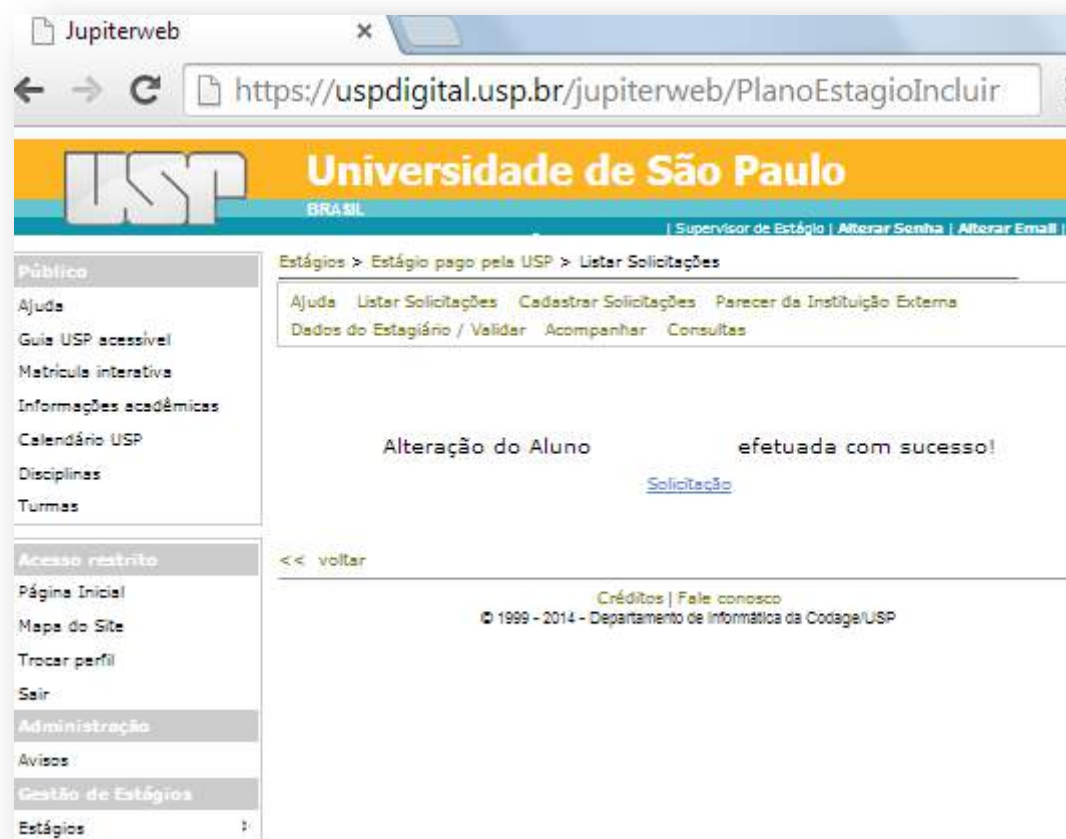 Jupiterweb
https://uspdigital.usp.br/jupiterweb/PlanoEstagioIncluir
USP
Universidade de São Paulo
BRASIL
| Supervisor de Estágio | Alterar Senha | Alterar Email |
Público
Ajuda
Guia USP acessível
Matrícula interativa
Informações acadêmicas
Calendário USP
Disciplinas
Turmas
Acesso restrito
Página Inicial
Mapa do Site
Trocar perfil
Sair
Administração
Avisos
Gestão de Estágios
Estágios
Estágios > Estágio pago pela USP > Listar Solicitações
Ajuda Listar Solicitações Cadastrar Solicitações Parecer da Instituição Externa
Dados do Estagiário / Validar Acompanhar Consultas
Alteração do Aluno efetuada com sucesso!
Solicitação
<< voltar
Créditos | Fale conosco
© 1999 - 2014 - Departamento de Informática da Codage/USP